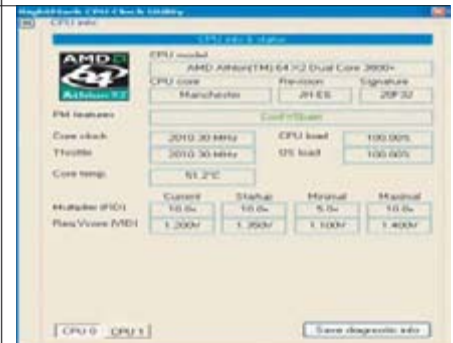 RightMark CPU Clock Utility
CPU info
CPU info & status
AMD
64
Athlon X2
CPU model
AMD Athlon(TM) 64 X2 Dual Core 3800+
CPU core Revision Signature
Manchester JH-E6 20F32
PM features
Cool'n'Quiet
Core clock 2010.30 MHz CPU load 100.00%
Throttle 2010.30 MHz OS load 100.00%
Core temp. 51.2°C
Current Startup Minimal Maximal
Multiplier (FID) 10.0x 10.0x 5.0x 10.0x
Req.Vcore (VID) 1.200V 1.350V 1.100V 1.400V
CPU 0 CPU 1 Save diagnostic info